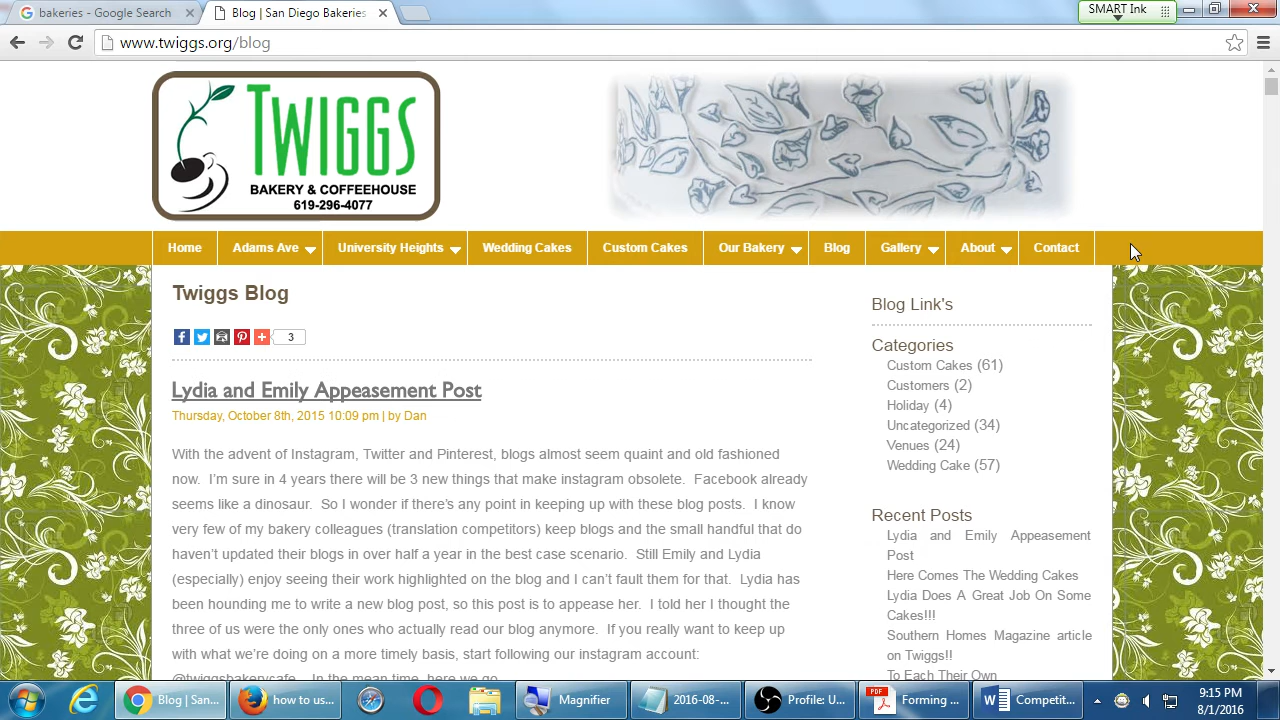 bakeries - Google Search
Blog | San Diego Bakeries
SMART Ink
www.twiggs.org/blog
TWIGGS
BAKERY & COFFEEHOUSE
619-296-4077
Home Adams Ave University Heights Wedding Cakes Custom Cakes Our Bakery Blog Gallery About Contact
Twiggs Blog
3
Lydia and Emily Appeasement Post
Thursday, October 8th, 2015 10:09 pm | by Dan
With the advent of Instagram, Twitter and Pinterest, blogs almost seem quaint and old fashioned
now. I'm sure in 4 years there will be 3 new things that make instagram obsolete. Facebook already
seems like a dinosaur. So I wonder if there's any point in keeping up with these blog posts. I know
very few of my bakery colleagues (translation competitors) keep blogs and the small handful that do
haven't updated their blogs in over half a year in the best case scenario. Still Emily and Lydia
(especially) enjoy seeing their work highlighted on the blog and I can't fault them for that. Lydia has
been hounding me to write a new blog post, so this post is to appease her. I told her I thought the
three of us were the only ones who actually read our blog anymore. If you really want to keep up
with what we're doing on a more timely basis, start following our instagram account:
@twiggsbakerycafe. In the mean time, here we go
Blog Link's
Categories
Custom Cakes (61)
Customers (2)
Holiday (4)
Uncategorized (34)
Venues (24)
Wedding Cake (57)
Recent Posts
Lydia and Emily Appeasement
Post
Here Comes The Wedding Cakes
Lydia Does A Great Job On Some
Cakes!!!
Southern Homes Magazine article
on Twiggs!!
To Each Their Own
Blog | San...
how to us...
Magnifier
2016-08-...
Profile: U...
PDF
Forming ...
Competit...
9:15 PM
8/1/2016